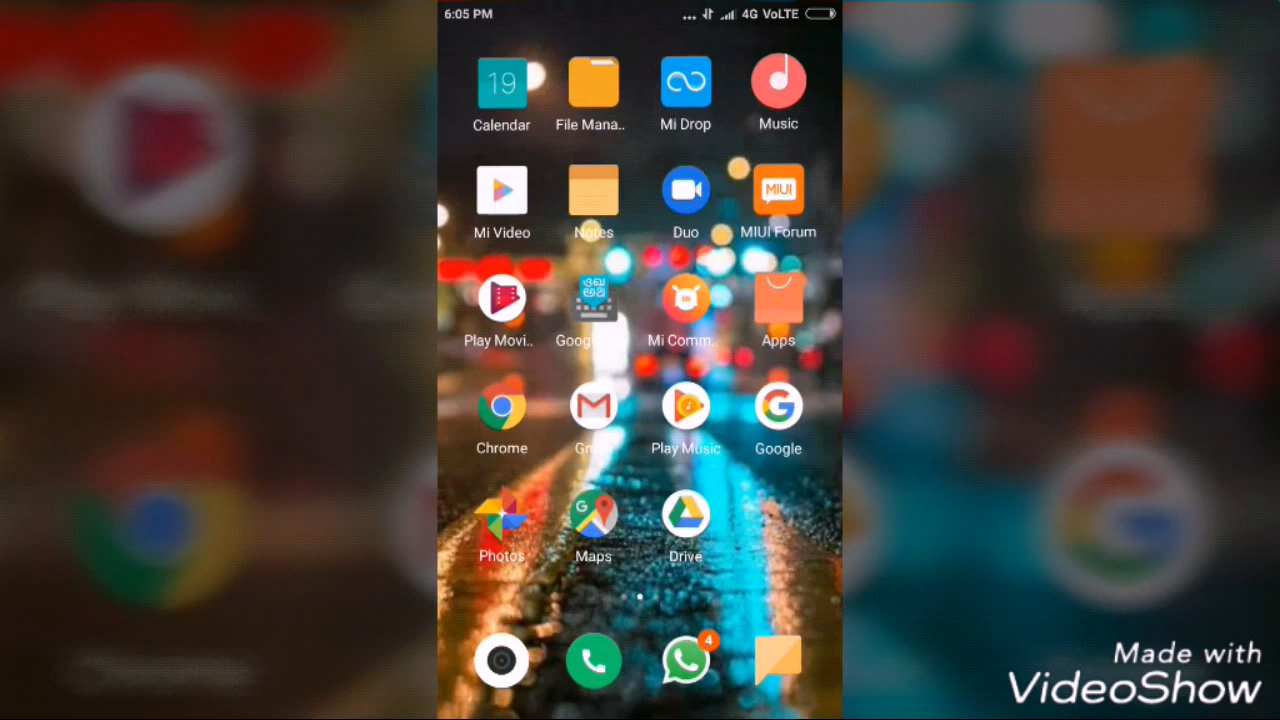 6:05 PM
... 4G VoLTE
19
Calendar
File Mana..
Mi Drop
Music
MIUI
Mi Video
Notes
Duo
MIUI Forum
Play Movi..
Mi Comm..
Apps
Chrome
Play Music
Google
G
Photos
Maps
Drive
4
Made with
VideoShow